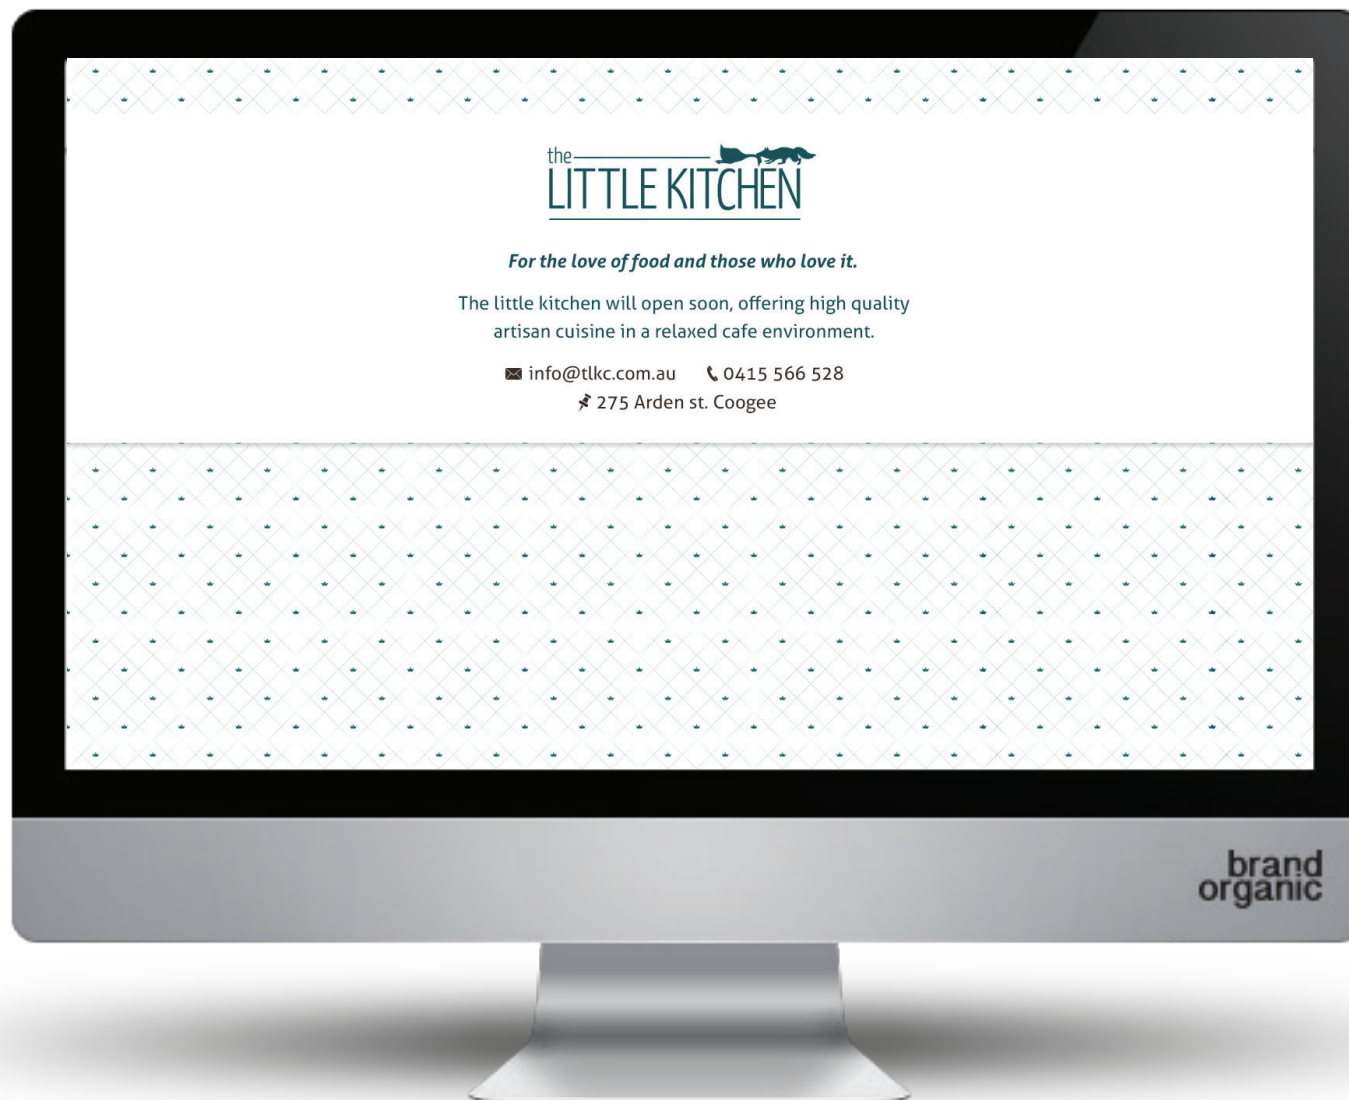 the
LITTLE KITCHEN
For the love of food and those who love it.
The little kitchen will open soon, offering high quality
artisan cuisine in a relaxed cafe environment.
info@tlkc.com.au 0415 566 528
275 Arden st. Coogee
brand
organic